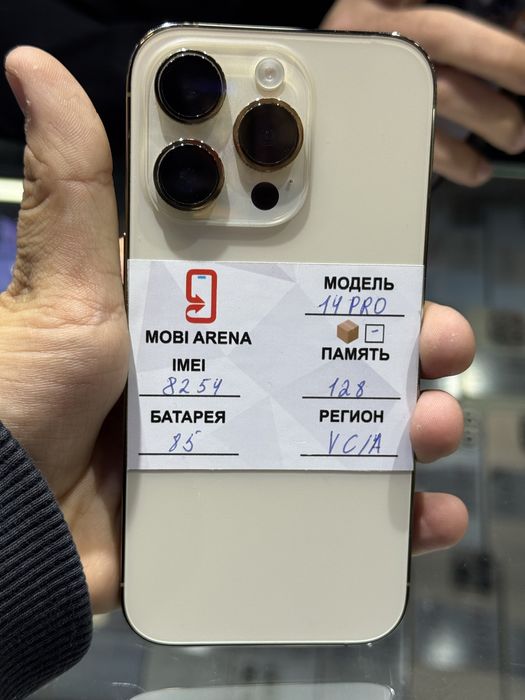 МОДЕЛЬ
14 PRO
MOBI ARENA
-
IMEI
ПАМЯТЬ
8254
128
БАТАРЕЯ
РЕГИОН
85
VC/A